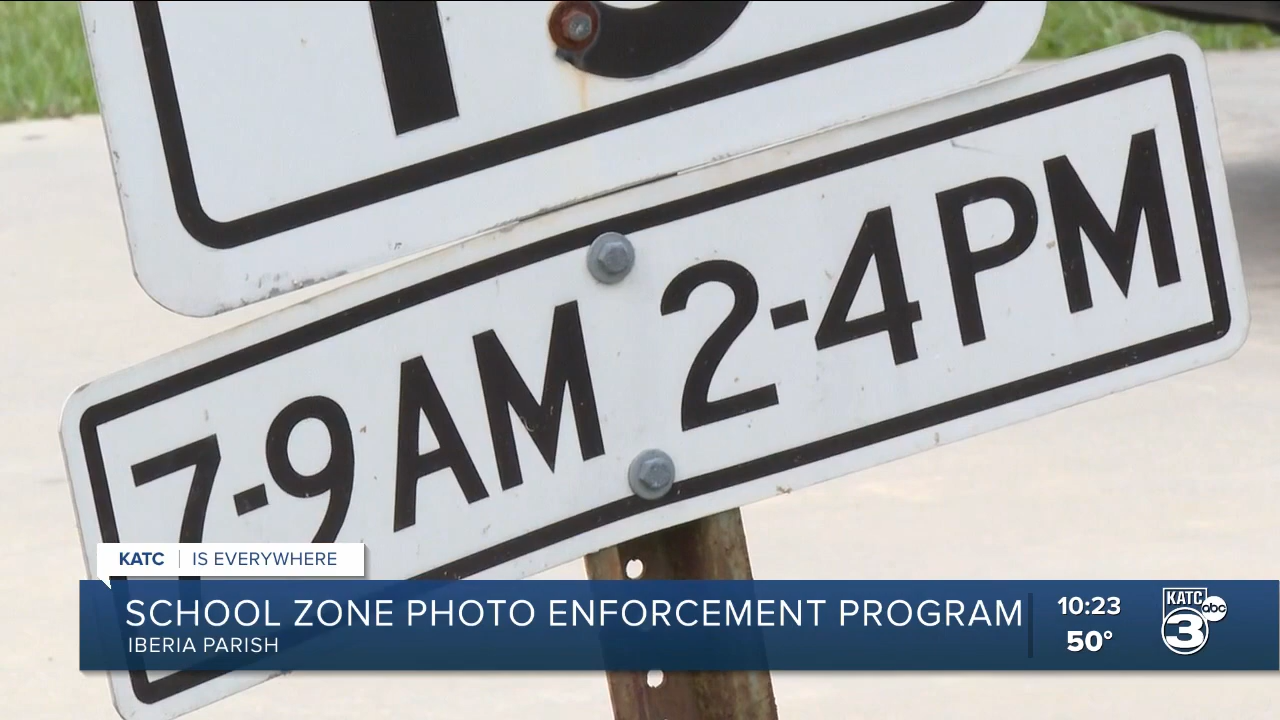 7-9AM 2-4PM
KATC IS EVERYWHERE
SCHOOL ZONE PHOTO ENFORCEMENT PROGRAM
IBERIA PARISH
10:23
50°
KATC
abc
3